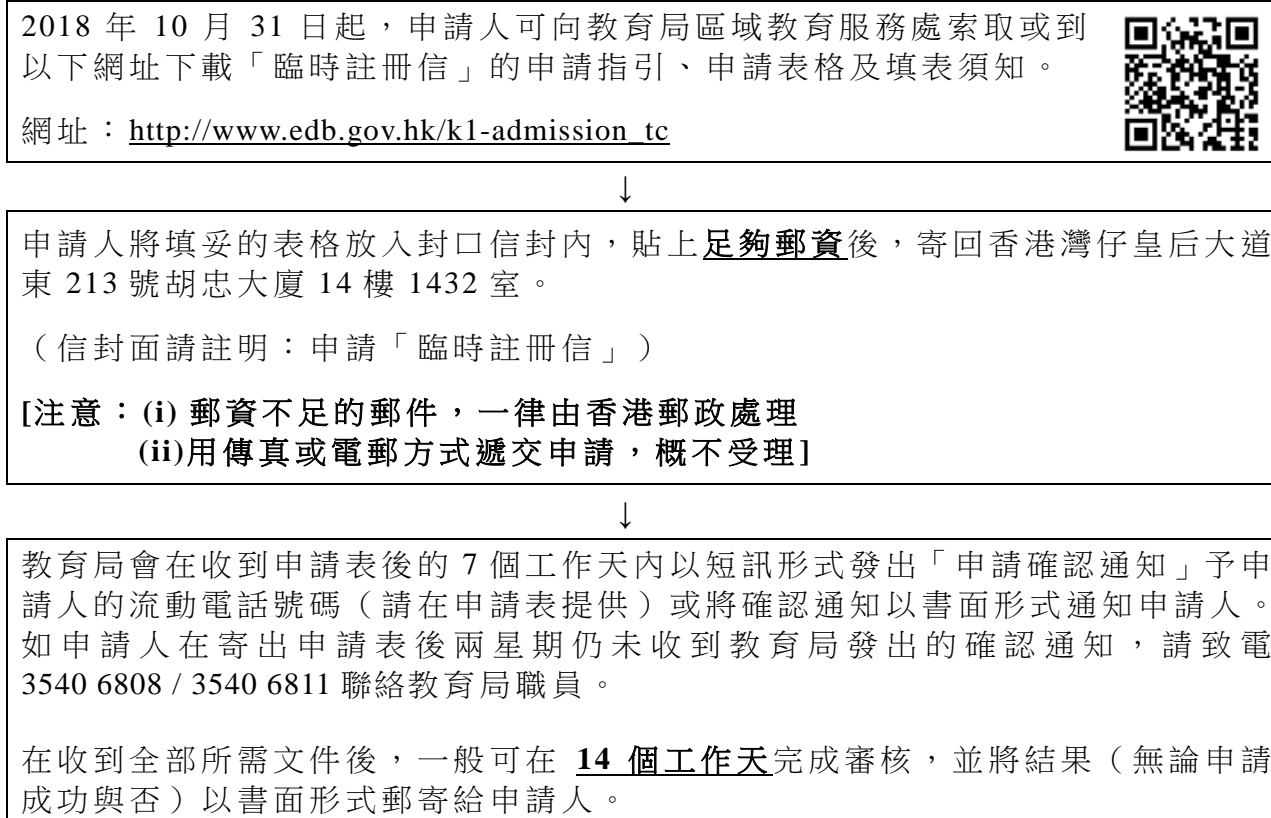 2018 年 10 月 31 日起，申請人可向教育局區域教育服務處索取或到
以下網址下載「臨時註冊信」的申請指引、申請表格及填表須知。
網址：http://www.edb.gov.hk/k1-admission_tc
↓
申請人將填妥的表格放入封口信封內，貼上足夠郵資後，寄回香港灣仔皇后大道
東 213 號胡忠大廈 14 樓 1432 室。
（信封面請註明：申請「臨時註冊信」）
[注意：(i) 郵資不足的郵件，一律由香港郵政處理
(ii)用傳真或電郵方式遞交申請，概不受理]
↓
教育局會在收到申請表後的 7 個工作天內以短訊形式發出「申請確認通知」予申
請人的流動電話號碼（請在申請表提供）或將確認通知以書面形式通知申請人。
如申請人在寄出申請表後兩星期仍未收到教育局發出的確認通知，請致電
3540 6808 / 3540 6811 聯絡教育局職員。
在收到全部所需文件後，一般可在 14 個工作天完成審核，並將結果（無論申請
成功與否）以書面形式郵寄給申請人。